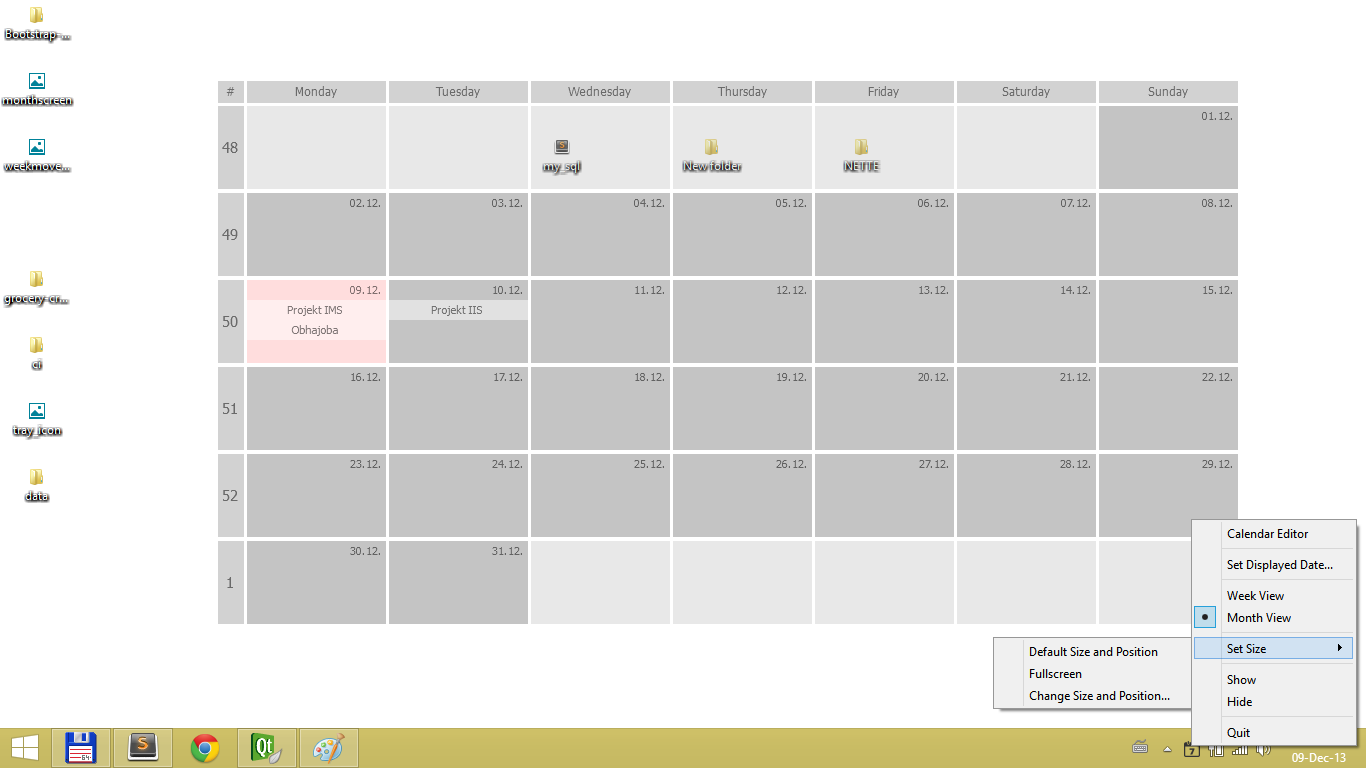 Bootstrap-...
monthscreen
weekmove...
grocery-cr...
ci
tray_icon
data
# Monday Tuesday Wednesday Thursday Friday Saturday Sunday
48 01.12.
my_sql New folder NETTE
49 02.12. 03.12. 04.12. 05.12. 06.12. 07.12. 08.12.
50 09.12. 10.12. 11.12. 12.12. 13.12. 14.12. 15.12.
Projekt IMS Projekt IIS
Obhajoba
51 16.12. 17.12. 18.12. 19.12. 20.12. 21.12. 22.12.
52 23.12. 24.12. 25.12. 26.12. 27.12. 28.12. 29.12.
1 30.12. 31.12.
Calendar Editor
Set Displayed Date...
Week View
Month View
Set Size
Show
Hide
Quit
Default Size and Position
Fullscreen
Change Size and Position...
64
S
Qt
7
09-Dec-13